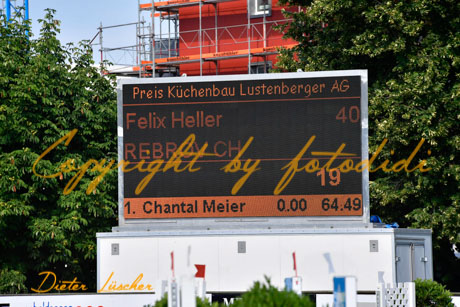 Preis Küchenbau Lustenberger AG
Felix Heller 40
CH
19
1. Chantal Meier 0.00 64.49
Copyright by fotodidi
Dieter Lüscher